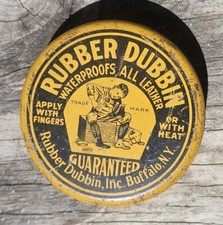 RUBBER DUBBIN
WATERPROOFS ALL LEATHER
APPLY
WITH
FINGERS
TRADE MARK
OR
WITH
HEAT
GUARANTEED
Rubber Dubbin, Inc. Buffalo, N.Y.